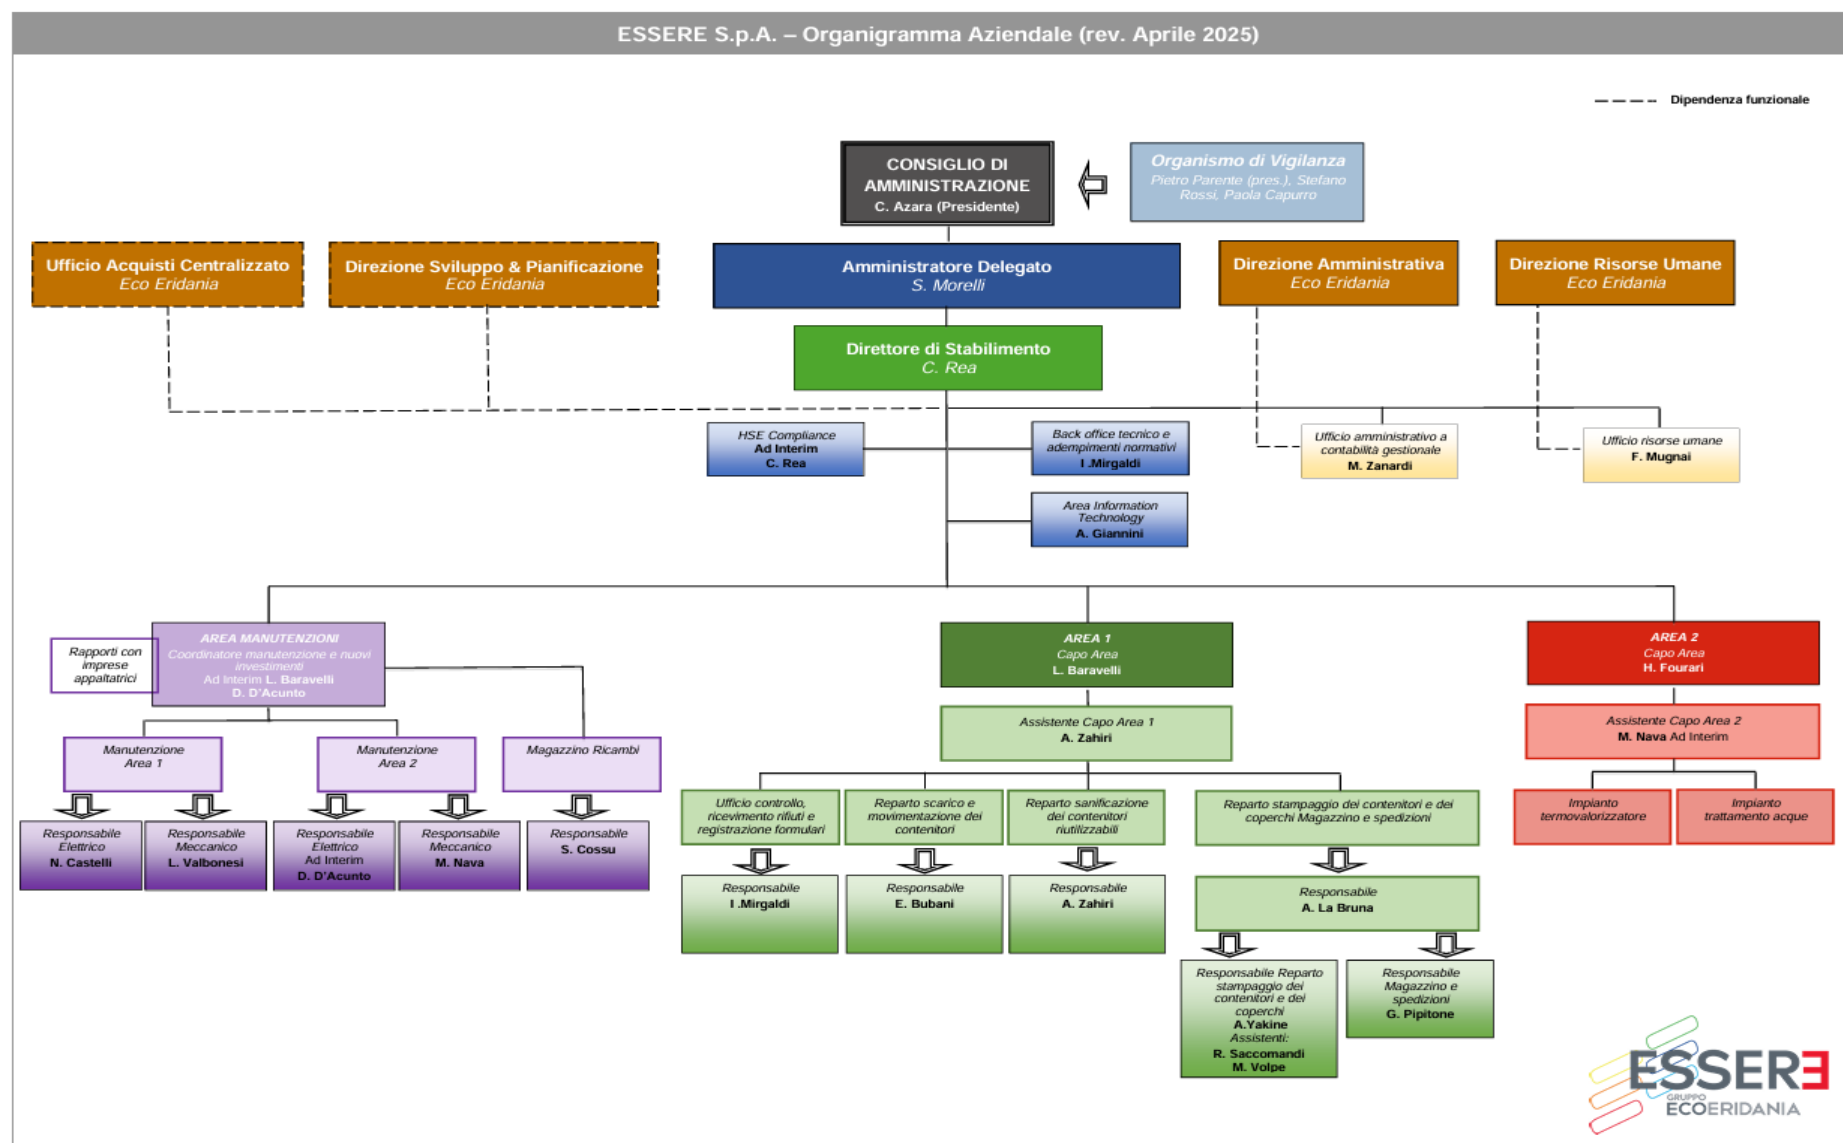 ESSERE S.p.A. – Organigramma Aziendale (rev. Aprile 2025)
Dipendenza funzionale
CONSIGLIO DI
AMMINISTRAZIONE
C. Azara (Presidente)
Organismo di Vigilanza
Pietro Parente (pres.), Stefano
Rossi, Paola Capurro
Ufficio Acquisti Centralizzato
Eco Eridania
Direzione Sviluppo & Pianificazione
Eco Eridania
Amministratore Delegato
S. Morelli
Direzione Amministrativa
Eco Eridania
Direzione Risorse Umane
Eco Eridania
Direttore di Stabilimento
C. Rea
HSE Compliance
Ad Interim
C. Rea
Back office tecnico e
adempimenti normativi
I .Mirgaldi
Ufficio amministrativo a
contabilità gestionale
M. Zanardi
Ufficio risorse umane
F. Mugnai
Area Information
Technology
A. Giannini
Rapporti con
imprese
appaltatrici
AREA MANUTENZIONI
Coordinatore manutenzione e nuovi
investimenti
Ad Interim L. Baravelli
D. D'Acunto
AREA 1
Capo Area
L. Baravelli
AREA 2
Capo Area
H. Fourari
Assistente Capo Area 1
A. Zahiri
Assistente Capo Area 2
M. Nava Ad Interim
Manutenzione
Area 1
Manutenzione
Area 2
Magazzino Ricambi
Ufficio controllo,
ricevimento rifiuti e
registrazione formulari
Reparto scarico e
movimentazione dei
contenitori
Reparto sanificazione
dei contenitori
riutilizzabili
Reparto stampaggio dei contenitori e dei
coperchi Magazzino e spedizioni
Impianto
termovalorizzatore
Impianto
trattamento acque
Responsabile
Elettrico
N. Castelli
Responsabile
Meccanico
L. Valbonesi
Responsabile
Elettrico
Ad Interim
D. D'Acunto
Responsabile
Meccanico
M. Nava
Responsabile
S. Cossu
Responsabile
I .Mirgaldi
Responsabile
E. Bubani
Responsabile
A. Zahiri
Responsabile
A. La Bruna
Responsabile Reparto
stampaggio dei
contenitori e dei
coperchi
A.Yakine
Assistenti:
R. Saccomandi
M. Volpe
Responsabile
Magazzino e
spedizioni
G. Pipitone
ESSERE
GRUPPO
ECOERIDANIA